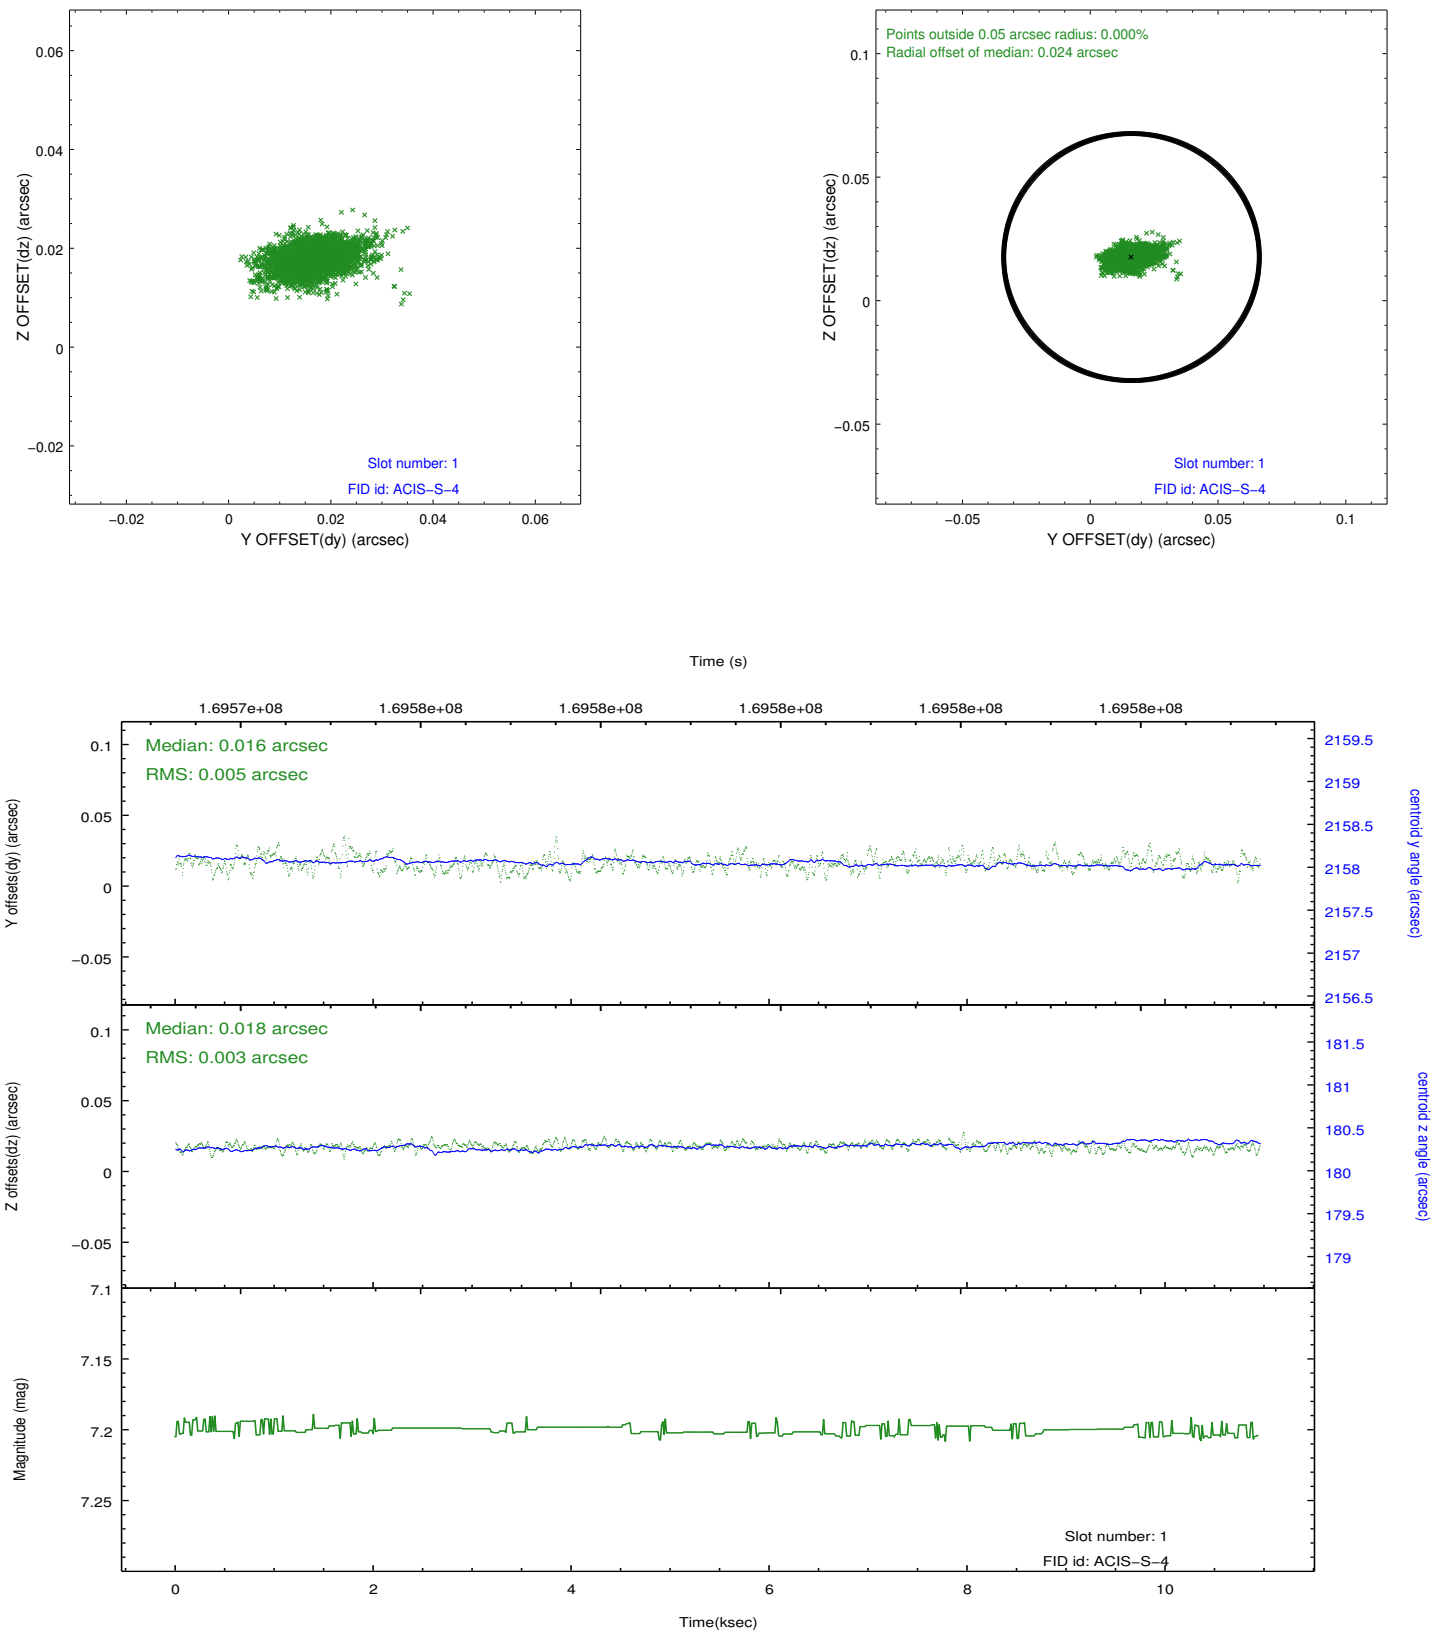 0.06
0.04
0.02
0
−0.02
Z OFFSET(dz) (arcsec)
Slot number: 1
FID id: ACIS−S−4
−0.02
0
0.02
0.04
0.06
Y OFFSET(dy) (arcsec)
Points outside 0.05 arcsec radius: 0.000%
Radial offset of median: 0.024 arcsec
0.1
0.05
0
−0.05
Z OFFSET(dz) (arcsec)
Slot number: 1
FID id: ACIS−S−4
−0.05
0
0.05
0.1
Y OFFSET(dy) (arcsec)
Time (s)
1.6957e+08
1.6958e+08
1.6958e+08
1.6958e+08
1.6958e+08
1.6958e+08
Median: 0.016 arcsec
RMS: 0.005 arcsec
0.1
0.05
0
−0.05
Y offsets(dy) (arcsec)
2159.5
2159
2158.5
2158
2157.5
2157
2156.5
centroid y angle (arcsec)
Median: 0.018 arcsec
RMS: 0.003 arcsec
0.1
0.05
0
−0.05
Z offsets(dz) (arcsec)
181.5
181
180.5
180
179.5
179
centroid z angle (arcsec)
7.1
7.15
7.2
7.25
Magnitude (mag)
Slot number: 1
FID id: ACIS−S−4
0
2
4
6
8
10
Time(ksec)